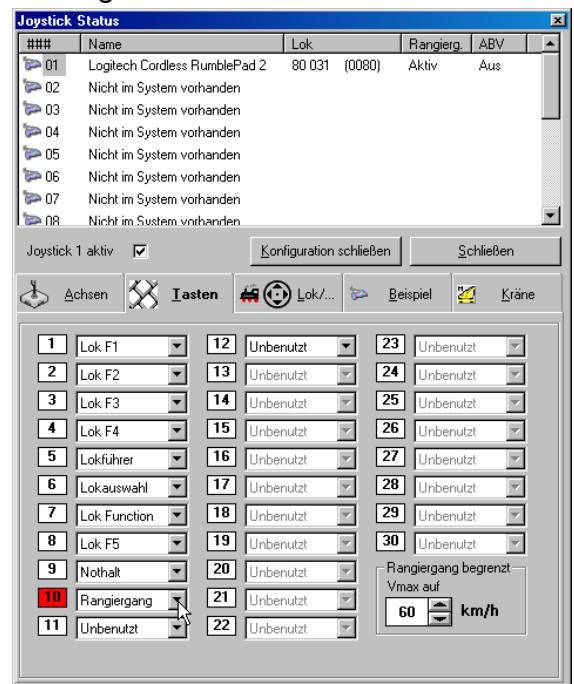 Joystick Status
### Name Lok Rangierg. ABV
01 Logitech Cordless RumblePad 2 80 031 (0080) Aktiv Aus
02 Nicht im System vorhanden
03 Nicht im System vorhanden
04 Nicht im System vorhanden
05 Nicht im System vorhanden
06 Nicht im System vorhanden
07 Nicht im System vorhanden
08 Nicht im System vorhanden
Joystick 1 aktiv Konfiguration schließen Schließen
Achsen Tasten Lok/... Beispiel Kräne
1 Lok F1 12 Unbenutzt 23 Unbenutzt
2 Lok F2 13 Unbenutzt 24 Unbenutzt
3 Lok F3 14 Unbenutzt 25 Unbenutzt
4 Lok F4 15 Unbenutzt 26 Unbenutzt
5 Lokführer 16 Unbenutzt 27 Unbenutzt
6 Lokauswahl 17 Unbenutzt 28 Unbenutzt
7 Lok Function 18 Unbenutzt 29 Unbenutzt
8 Lok F5 19 Unbenutzt 30 Unbenutzt
9 Nothalt 20 Unbenutzt Rangiergang begrenzt
Vmax auf
10 Rangiergang 21 Unbenutzt 60 km/h
11 Unbenutzt 22 Unbenutzt